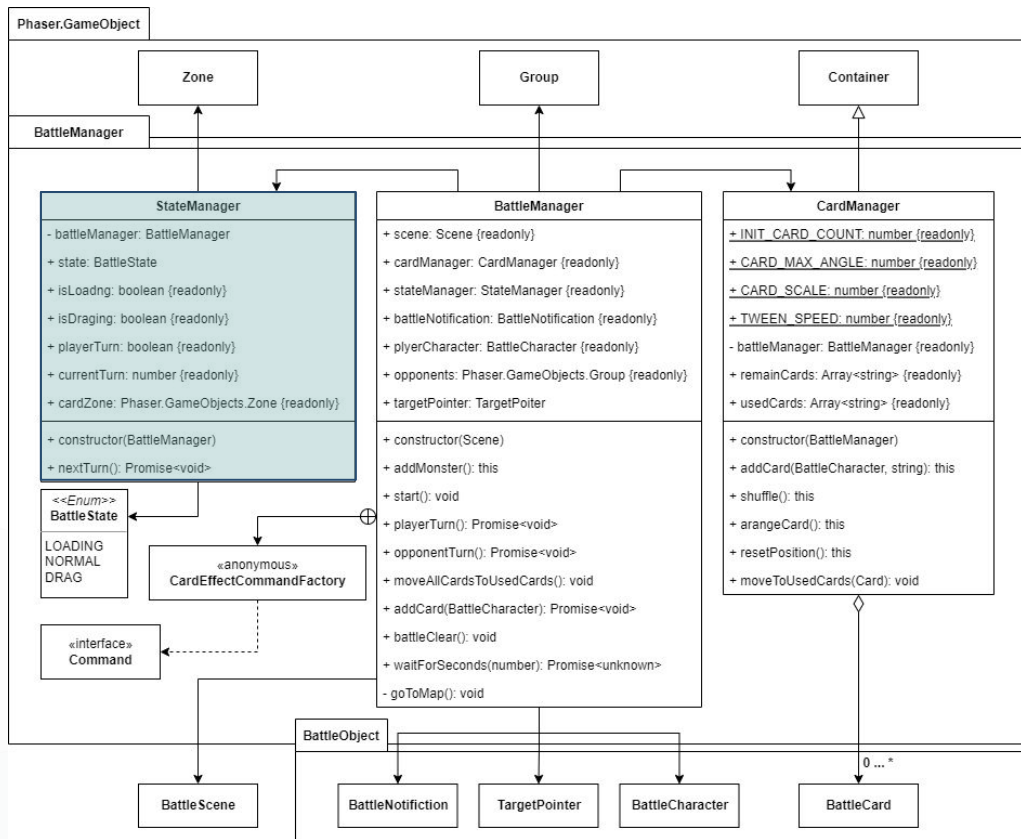 Phaser.GameObject
Zone
Group
Container
BattleManager
StateManager
- battleManager: BattleManager
+ state: BattleState
+ isLoadng: boolean {readonly}
+ isDraging: boolean {readonly}
+ playerTurn: boolean {readonly}
+ currentTurn: number {readonly}
+ cardZone: Phaser.GameObjects.Zone {readonly}
+ constructor(BattleManager)
+ nextTurn(): Promise<void>
BattleManager
+ scene: Scene {readonly}
+ cardManager: CardManager {readonly}
+ stateManager: StateManager {readonly}
+ battleNotification: BattleNotification {readonly}
+ plyerCharacter: BattleCharacter {readonly}
+ opponents: Phaser.GameObjects.Group {readonly}
+ targetPointer: TargetPoiter
+ constructor(Scene)
+ addMonster(): this
+ start(): void
+ playerTurn(): Promise<void>
+ opponentTurn(): Promise<void>
+ moveAllCardsToUsedCards(): void
+ addCard(BattleCharacter): Promise<void>
+ battleClear(): void
+ waitForSeconds(number): Promise<unknown>
- goToMap(): void
CardManager
+ INIT_CARD_COUNT: number {readonly}
+ CARD_MAX_ANGLE: number {readonly}
+ CARD_SCALE: number {readonly}
+ TWEEN_SPEED: number {readonly}
- battleManager: BattleManager {readonly}
+ remainCards: Array<string> {readonly}
+ usedCards: Array<string> {readonly}
+ constructor(BattleManager)
+ addCard(BattleCharacter, string): this
+ shuffle(): this
+ arangeCard(): this
+ resetPosition(): this
+ moveToUsedCards(Card): void
<<Enum>>
BattleState
LOADING
NORMAL
DRAG
«anonymous»
CardEffectCommandFactory
«interface»
Command
BattleObject
0 ... *
BattleScene
BattleNotifiction
TargetPointer
BattleCharacter
BattleCard